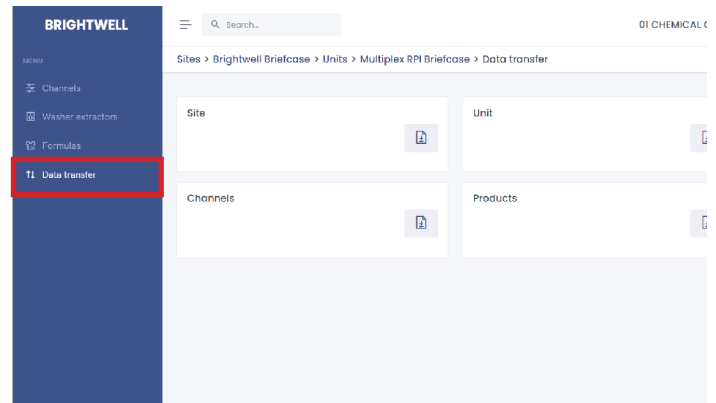 BRIGHTWELL
Search...
01 CHEMICAL
MENU
Sites > Brightwell Briefcase > Units > Multiplex RPI Briefcase > Data transfer
Channels
Washer extractors
Formulas
Data transfer
Site
Unit
Channels
Products